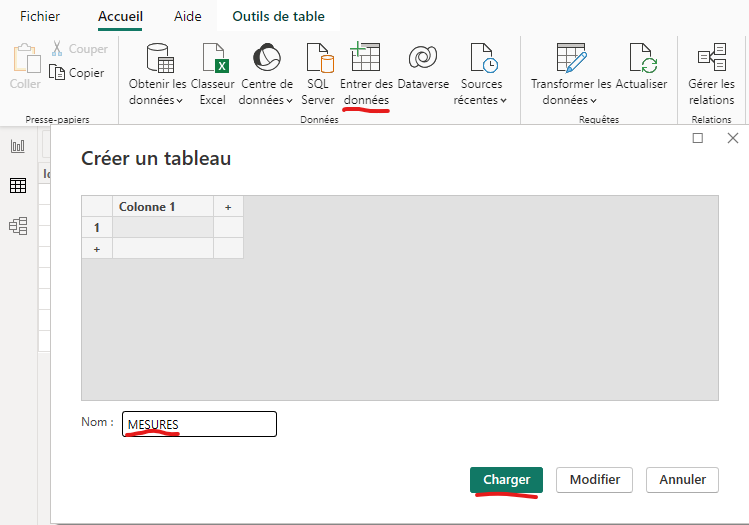 Fichier Accueil Aide Outils de table
Coller
Couper
Copier
Obtenir les données
Classeur Excel
Centre de données
SQL Server
Entrer des données
Dataverse
Sources récentes
Transformer les données
Actualiser
Gérer les relations
Presse-papiers Données Requêtes Relations
Créer un tableau
Colonne 1 +
1
+
Nom : MESURES
Charger Modifier Annuler